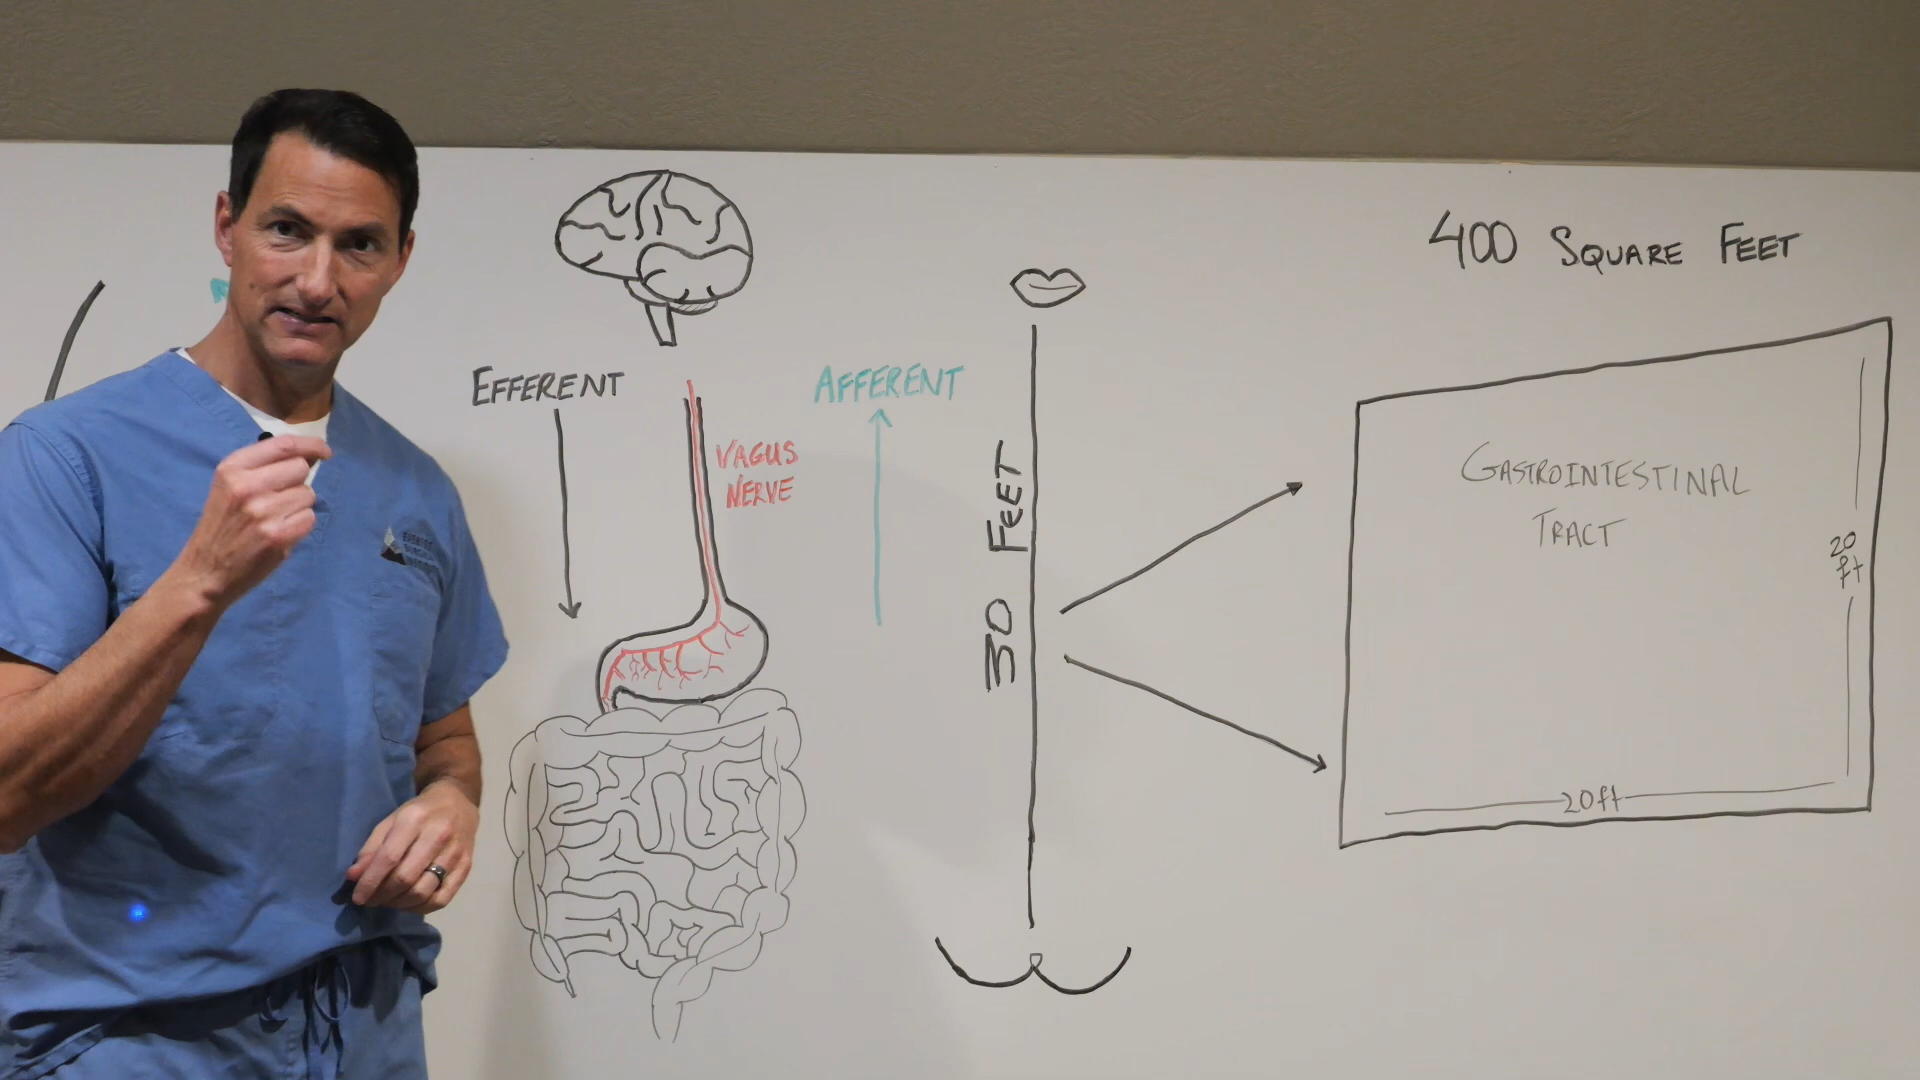 EFFERENT
VAGUS
NERVE
AFFERENT
30 FEET
400 SQUARE FEET
GASTROINTESTINAL
TRACT
20
ft
20ft